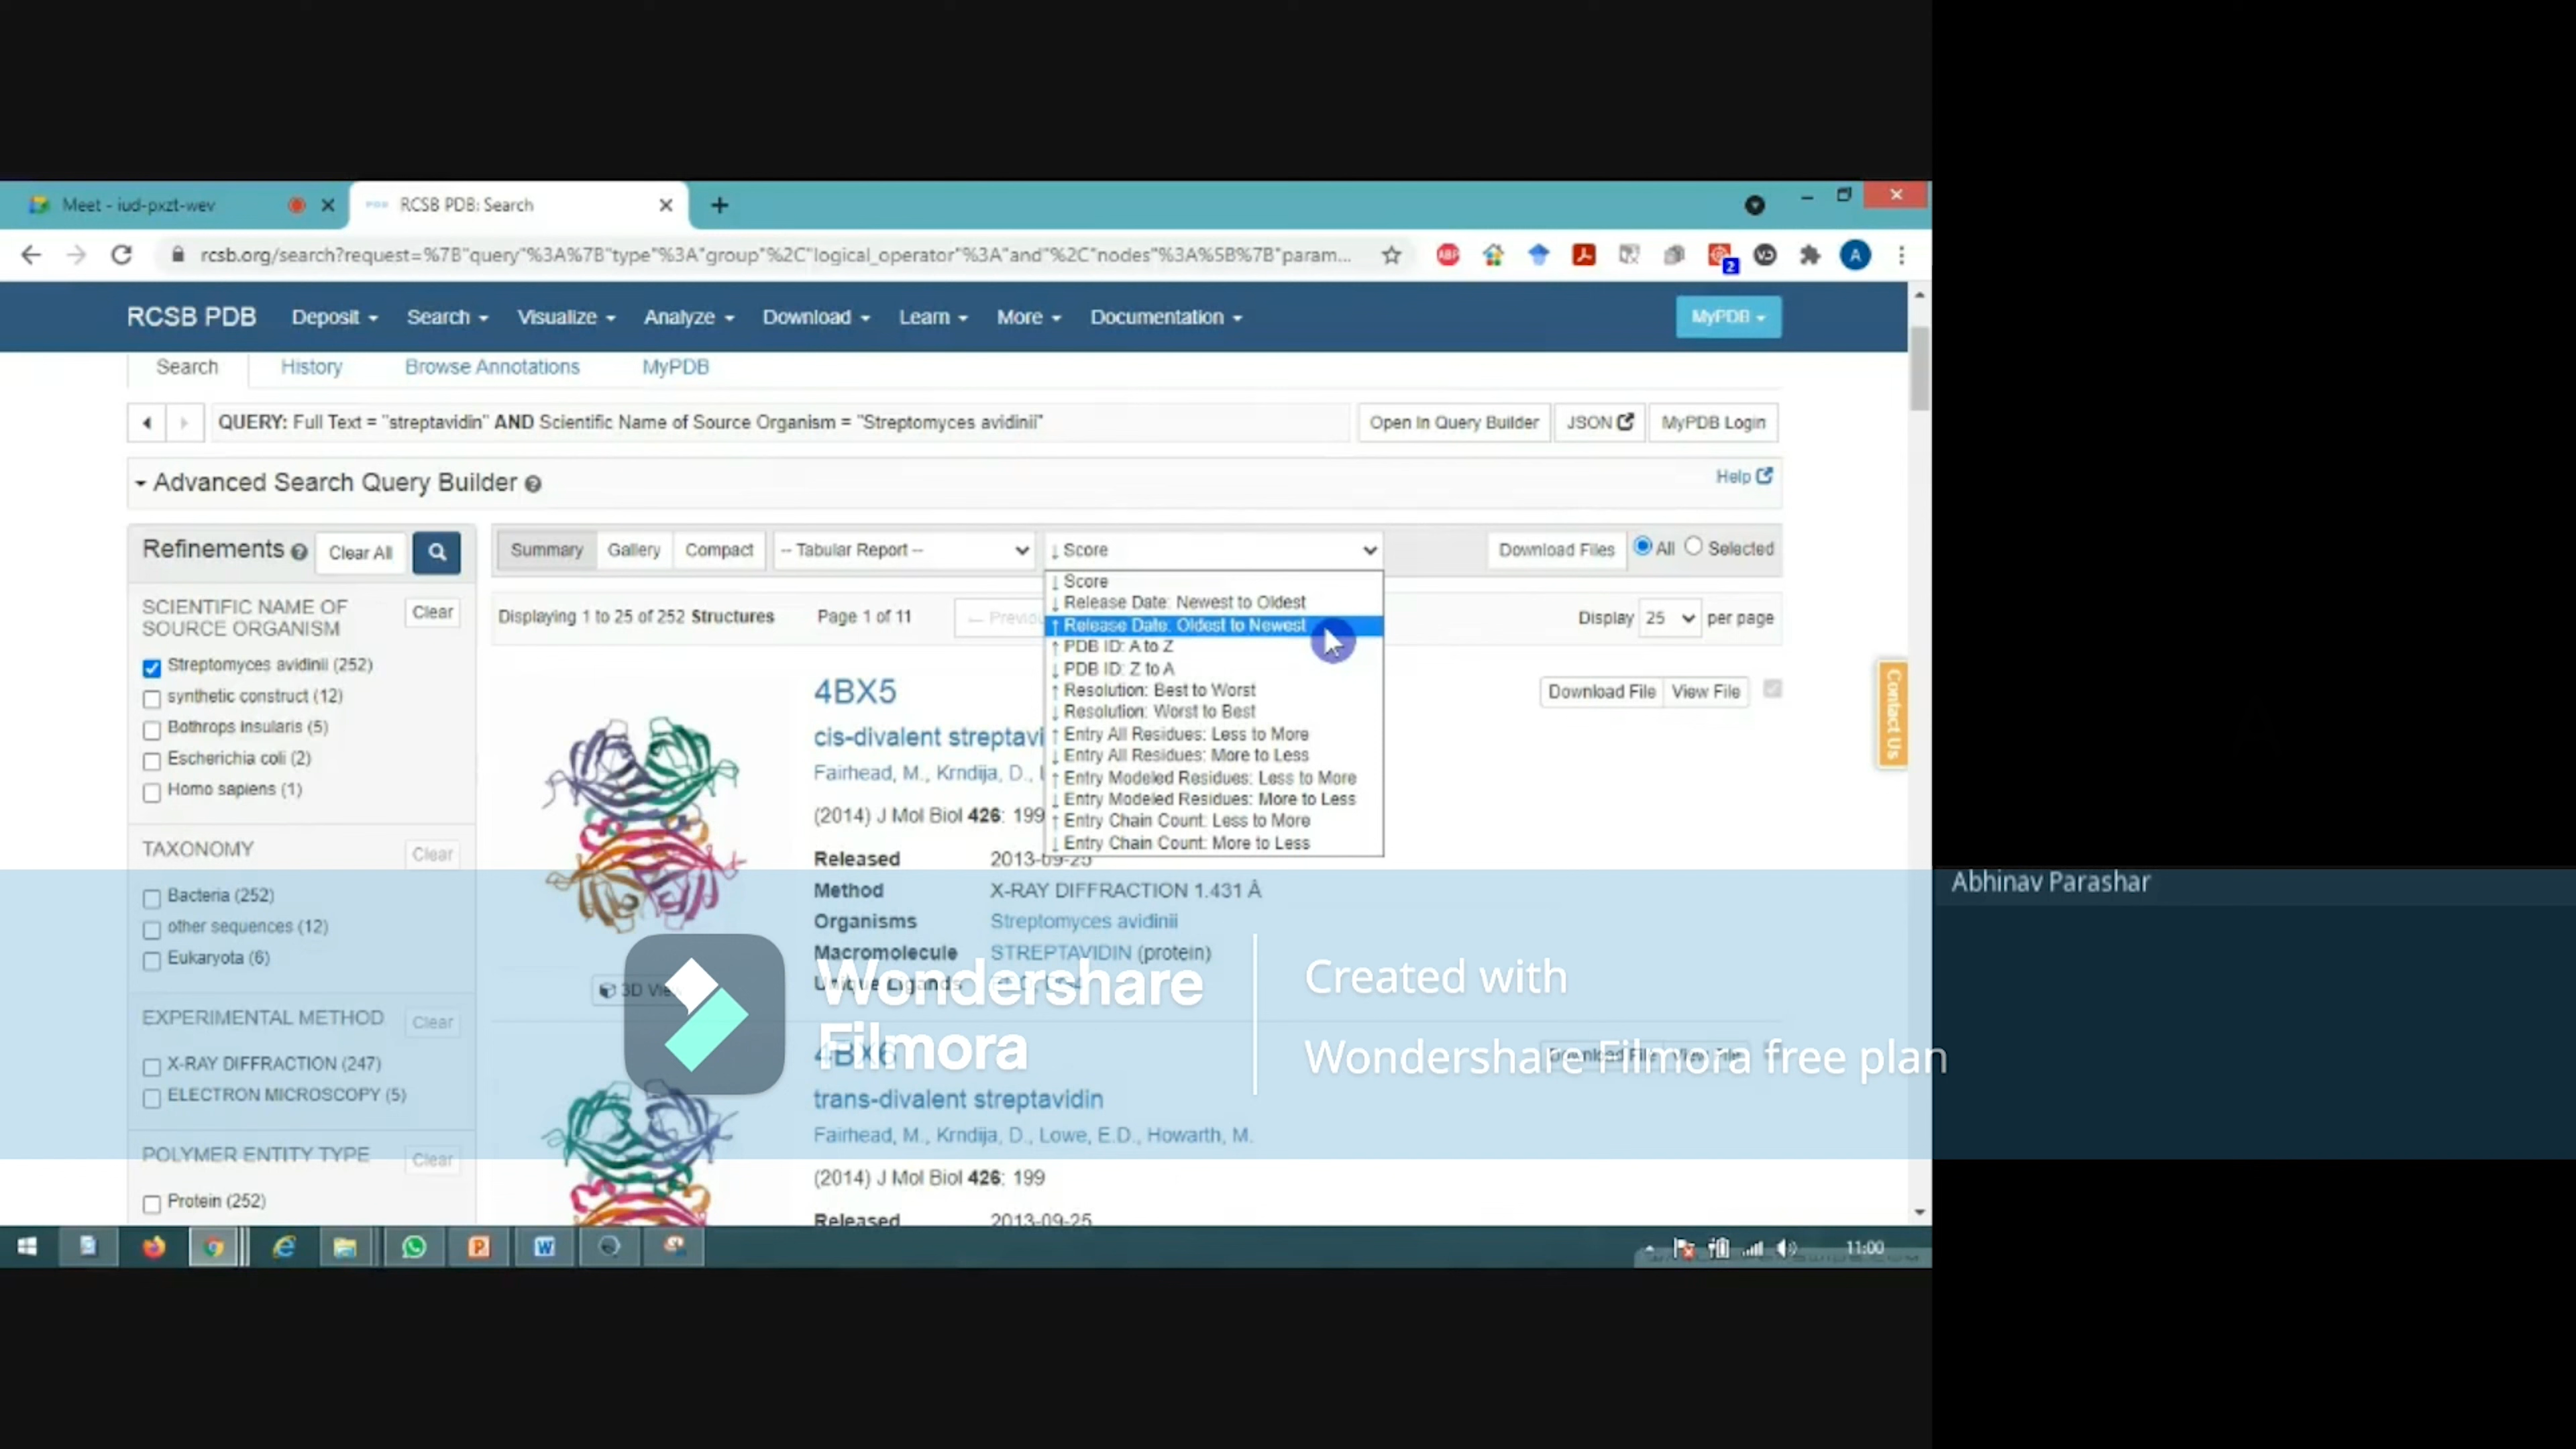 Meet - iud-pxzt-wev
RCSB PDB: Search
rcsb.org/search?request=%7B"query"%3A%7B"type"%3A"group"%2C"logical_operator"%3A"and"%2C"nodes"%3A%5B%7B"param...
ABP
2
A
RCSB PDB Deposit Search Visualize Analyze Download Learn More Documentation MyPDB
Search History Browse Annotations MyPDB
QUERY: Full Text = "streptavidin" AND Scientific Name of Source Organism = "Streptomyces avidinii"
Open In Query Builder JSON MyPDB Login
Advanced Search Query Builder
Help
Refinements Clear All
Summary Gallery Compact -- Tabular Report -- ↓ Score Download Files All Selected
↓ Score
↓ Release Date: Newest to Oldest
↑ Release Date: Oldest to Newest
↑ PDB ID: A to Z
↓ PDB ID: Z to A
↑ Resolution: Best to Worst
↓ Resolution: Worst to Best
↑ Entry All Residues: Less to More
↓ Entry All Residues: More to Less
↑ Entry Modeled Residues: Less to More
↓ Entry Modeled Residues: More to Less
↑ Entry Chain Count: Less to More
↓ Entry Chain Count: More to Less
Displaying 1 to 25 of 252 Structures Page 1 of 11 Display 25 per page
SCIENTIFIC NAME OF
SOURCE ORGANISM
Clear
Streptomyces avidinii (252)
synthetic construct (12)
Bothrops insularis (5)
Escherichia coli (2)
Homo sapiens (1)
TAXONOMY
Clear
Bacteria (252)
other sequences (12)
Eukaryota (6)
EXPERIMENTAL METHOD
Clear
X-RAY DIFFRACTION (247)
ELECTRON MICROSCOPY (5)
POLYMER ENTITY TYPE
Clear
Protein (252)
4BX5
Download File View File
cis-divalent streptavi
Fairhead, M., Krndija, D.,
(2014) J Mol Biol 426: 199
Released 2013-09-25
Method X-RAY DIFFRACTION 1.431 Å
Organisms Streptomyces avidinii
Macromolecule STREPTAVIDIN (protein)
Unique Ligands
3D View
4BX6
Download File View File
trans-divalent streptavidin
Fairhead, M., Krndija, D., Lowe, E.D., Howarth, M.
(2014) J Mol Biol 426: 199
Released 2013-09-25
Contact Us
Abhinav Parashar
Wondershare
Filmora
Created with
Wondershare Filmora free plan
11:00